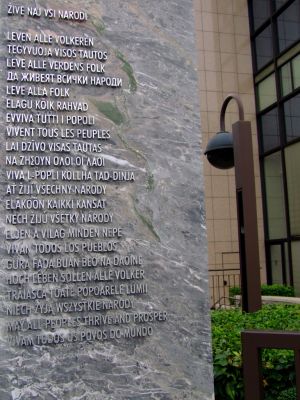 ŽIVE NAJ VSI NARODI
LEVEN ALLE VOLKEREN
TEGYVUOJA VISOS TAUTOS
LEVE ALLE VERDENS FOLK
ДА ЖИВЕЯТ ВСИЧКИ НАРОДИ
LEVE ALLA FOLK
ELAGU KÕIK RAHVAD
EVVIVA TUTTI I POPOLI
VIVENT TOUS LES PEUPLES
LAI DZĪVO VISAS TAUTAS
ΝΑ ΖΗΣΟΥΝ ΟΛΟΙ ΟΙ ΛΑΟΙ
VIVA L-POPLI KOLLHA TAD-DINJA
AŤ ŽIJÍ VŠECHNY NÁRODY
ELÄKÖÖN KAIKKI KANSAT
NECH ŽIJÚ VŠETKY NÁRODY
ÉLJEN A VILÁG MINDEN NÉPE
VIVAN TODOS LOS PUEBLOS
GURA FADA BUAN BEO NA DAOINE
HOCH LEBEN SOLLEN ALLE VÖLKER
TRĂIASCĂ TOATE POPOARELE LUMII
NIECH ŻYJĄ WSZYSTKIE NARODY
MAY ALL PEOPLES THRIVE AND PROSPER
VIVAM TODOS OS POVOS DO MUNDO